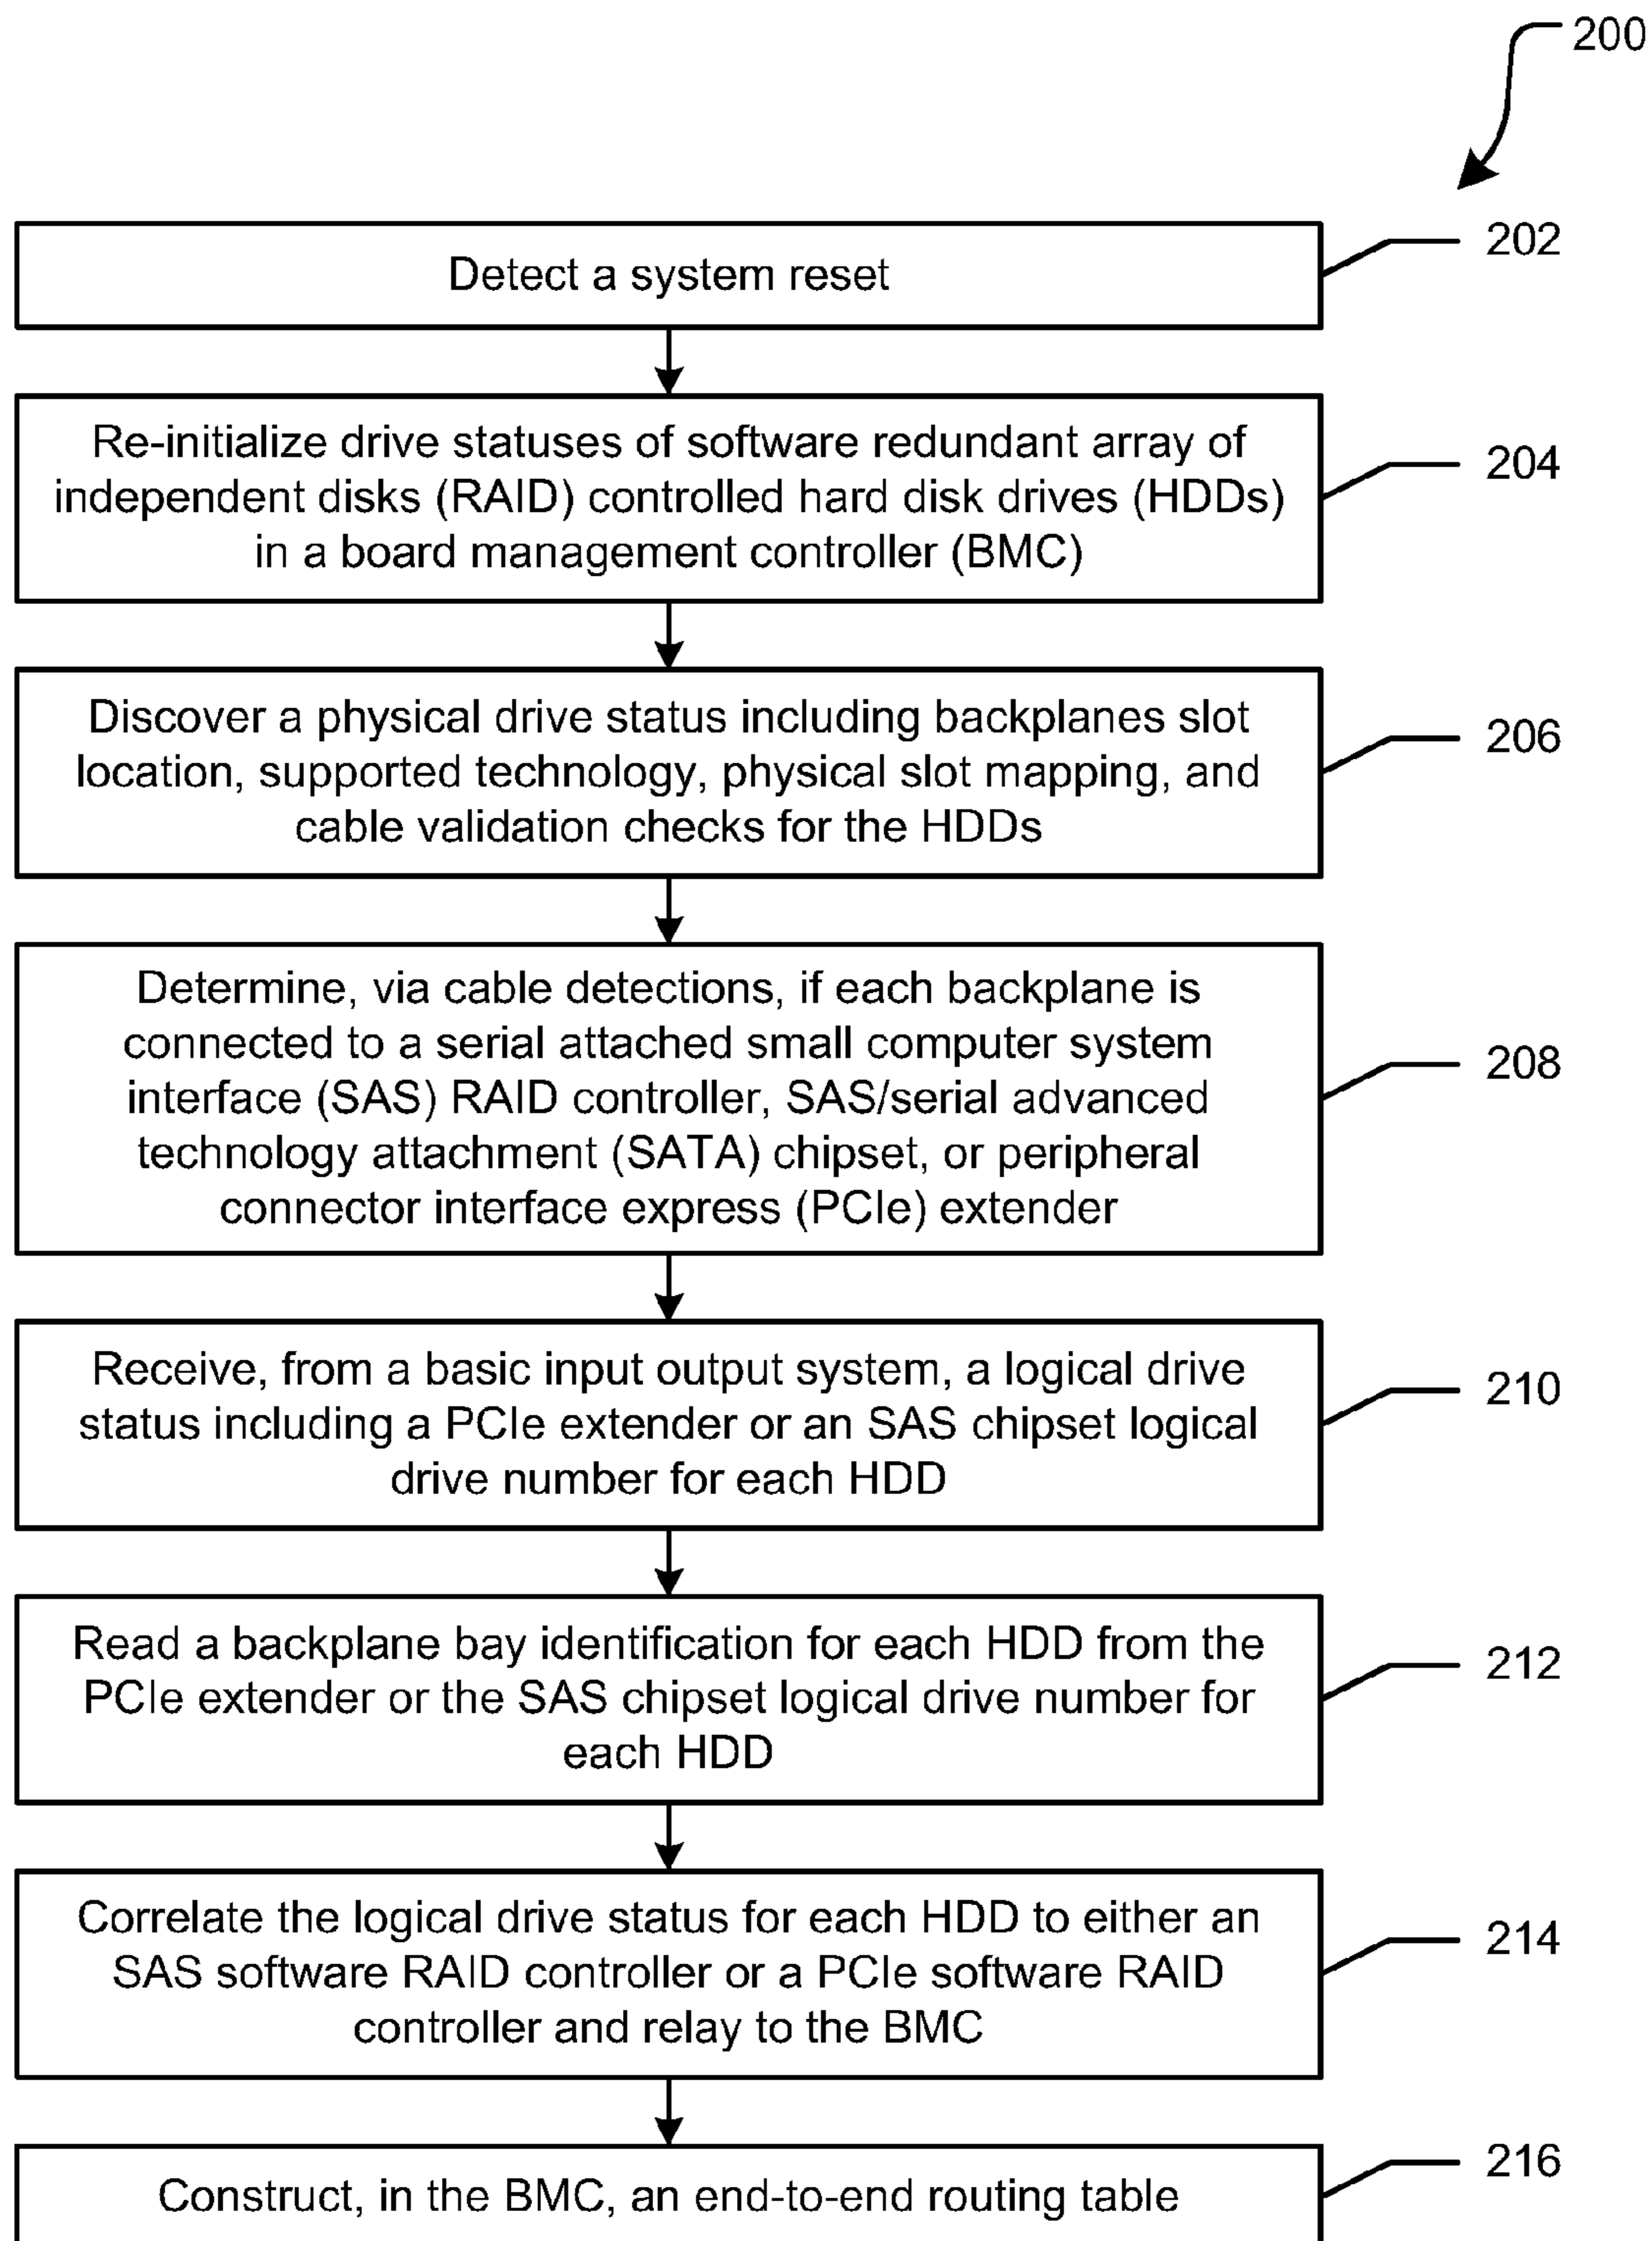 200
Detect a system reset
202
Re-initialize drive statuses of software redundant array of
independent disks (RAID) controlled hard disk drives (HDDs)
in a board management controller (BMC)
204
Discover a physical drive status including backplanes slot
location, supported technology, physical slot mapping, and
cable validation checks for the HDDs
206
Determine, via cable detections, if each backplane is
connected to a serial attached small computer system
interface (SAS) RAID controller, SAS/serial advanced
technology attachment (SATA) chipset, or peripheral
connector interface express (PCIe) extender
208
Receive, from a basic input output system, a logical drive
status including a PCIe extender or an SAS chipset logical
drive number for each HDD
210
Read a backplane bay identification for each HDD from the
PCIe extender or the SAS chipset logical drive number for
each HDD
212
Correlate the logical drive status for each HDD to either an
SAS software RAID controller or a PCIe software RAID
controller and relay to the BMC
214
Construct, in the BMC, an end-to-end routing table
216